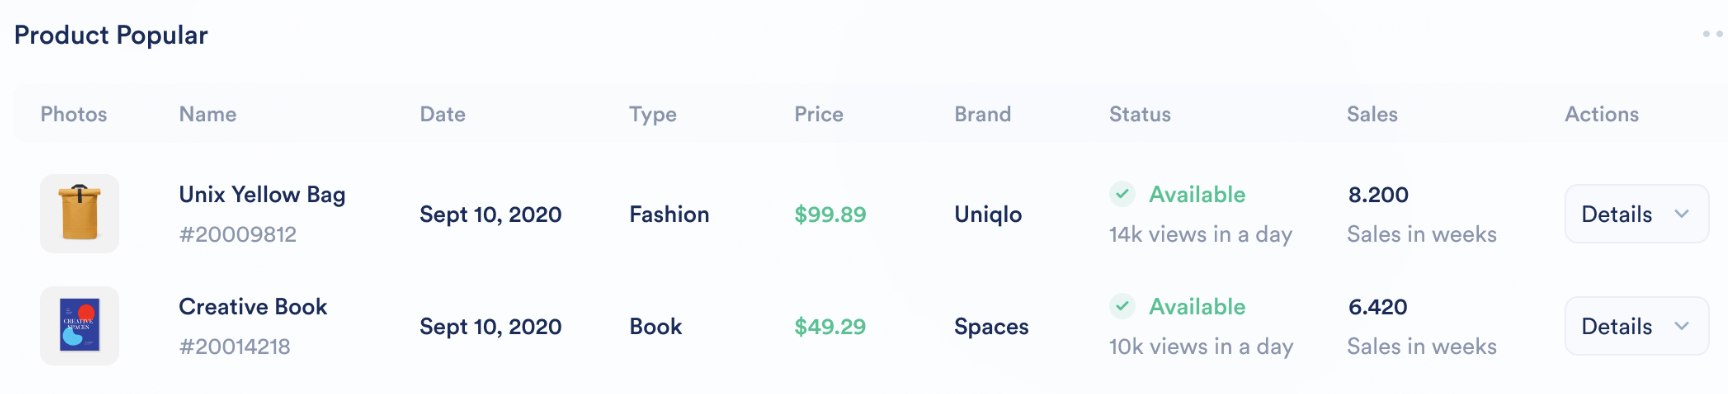 Product Popular
Photos Name Date Type Price Brand Status Sales Actions
Unix Yellow Bag
#20009812
Sept 10, 2020
Fashion
$99.89
Uniqlo
Available
14k views in a day
8.200
Sales in weeks
Details
CREATIVE
SPACES
Creative Book
#20014218
Sept 10, 2020
Book
$49.29
Spaces
Available
10k views in a day
6.420
Sales in weeks
Details